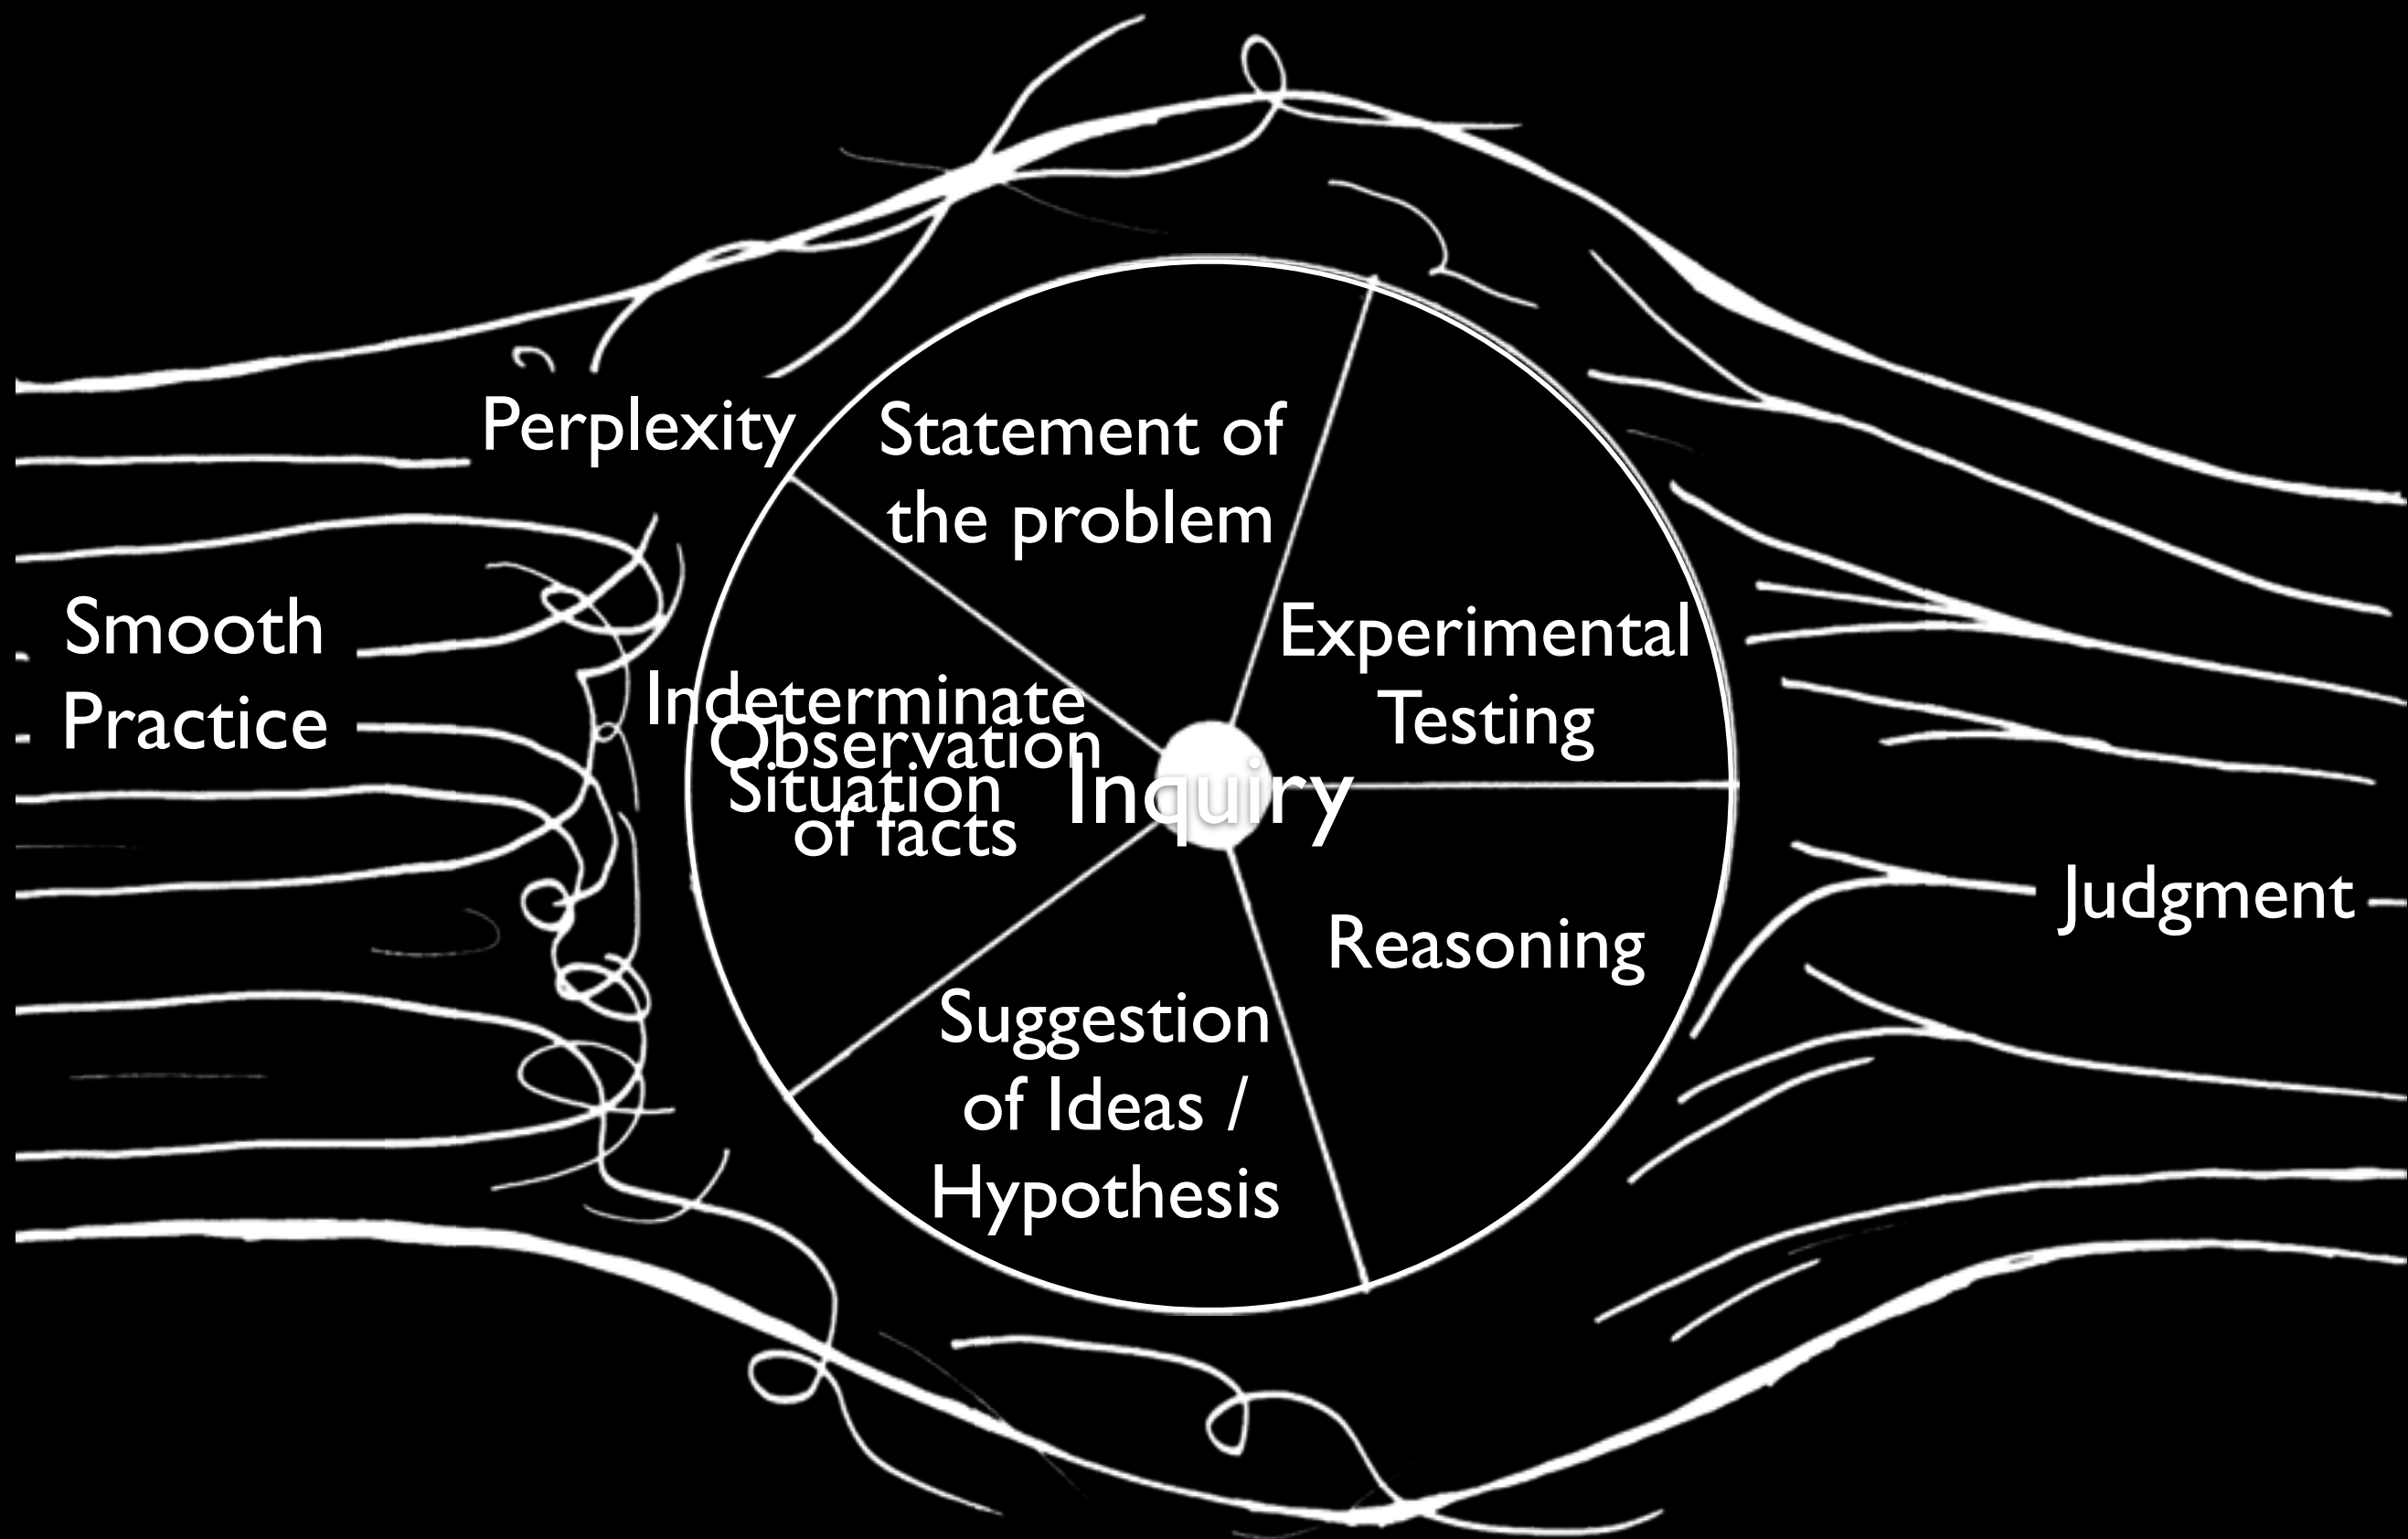 Perplexity
Statement of
the problem
Smooth
Practice
Indeterminate
Situation
Observation
of facts
Inquiry
Experimental
Testing
Reasoning
Judgment
Suggestion
of Ideas /
Hypothesis